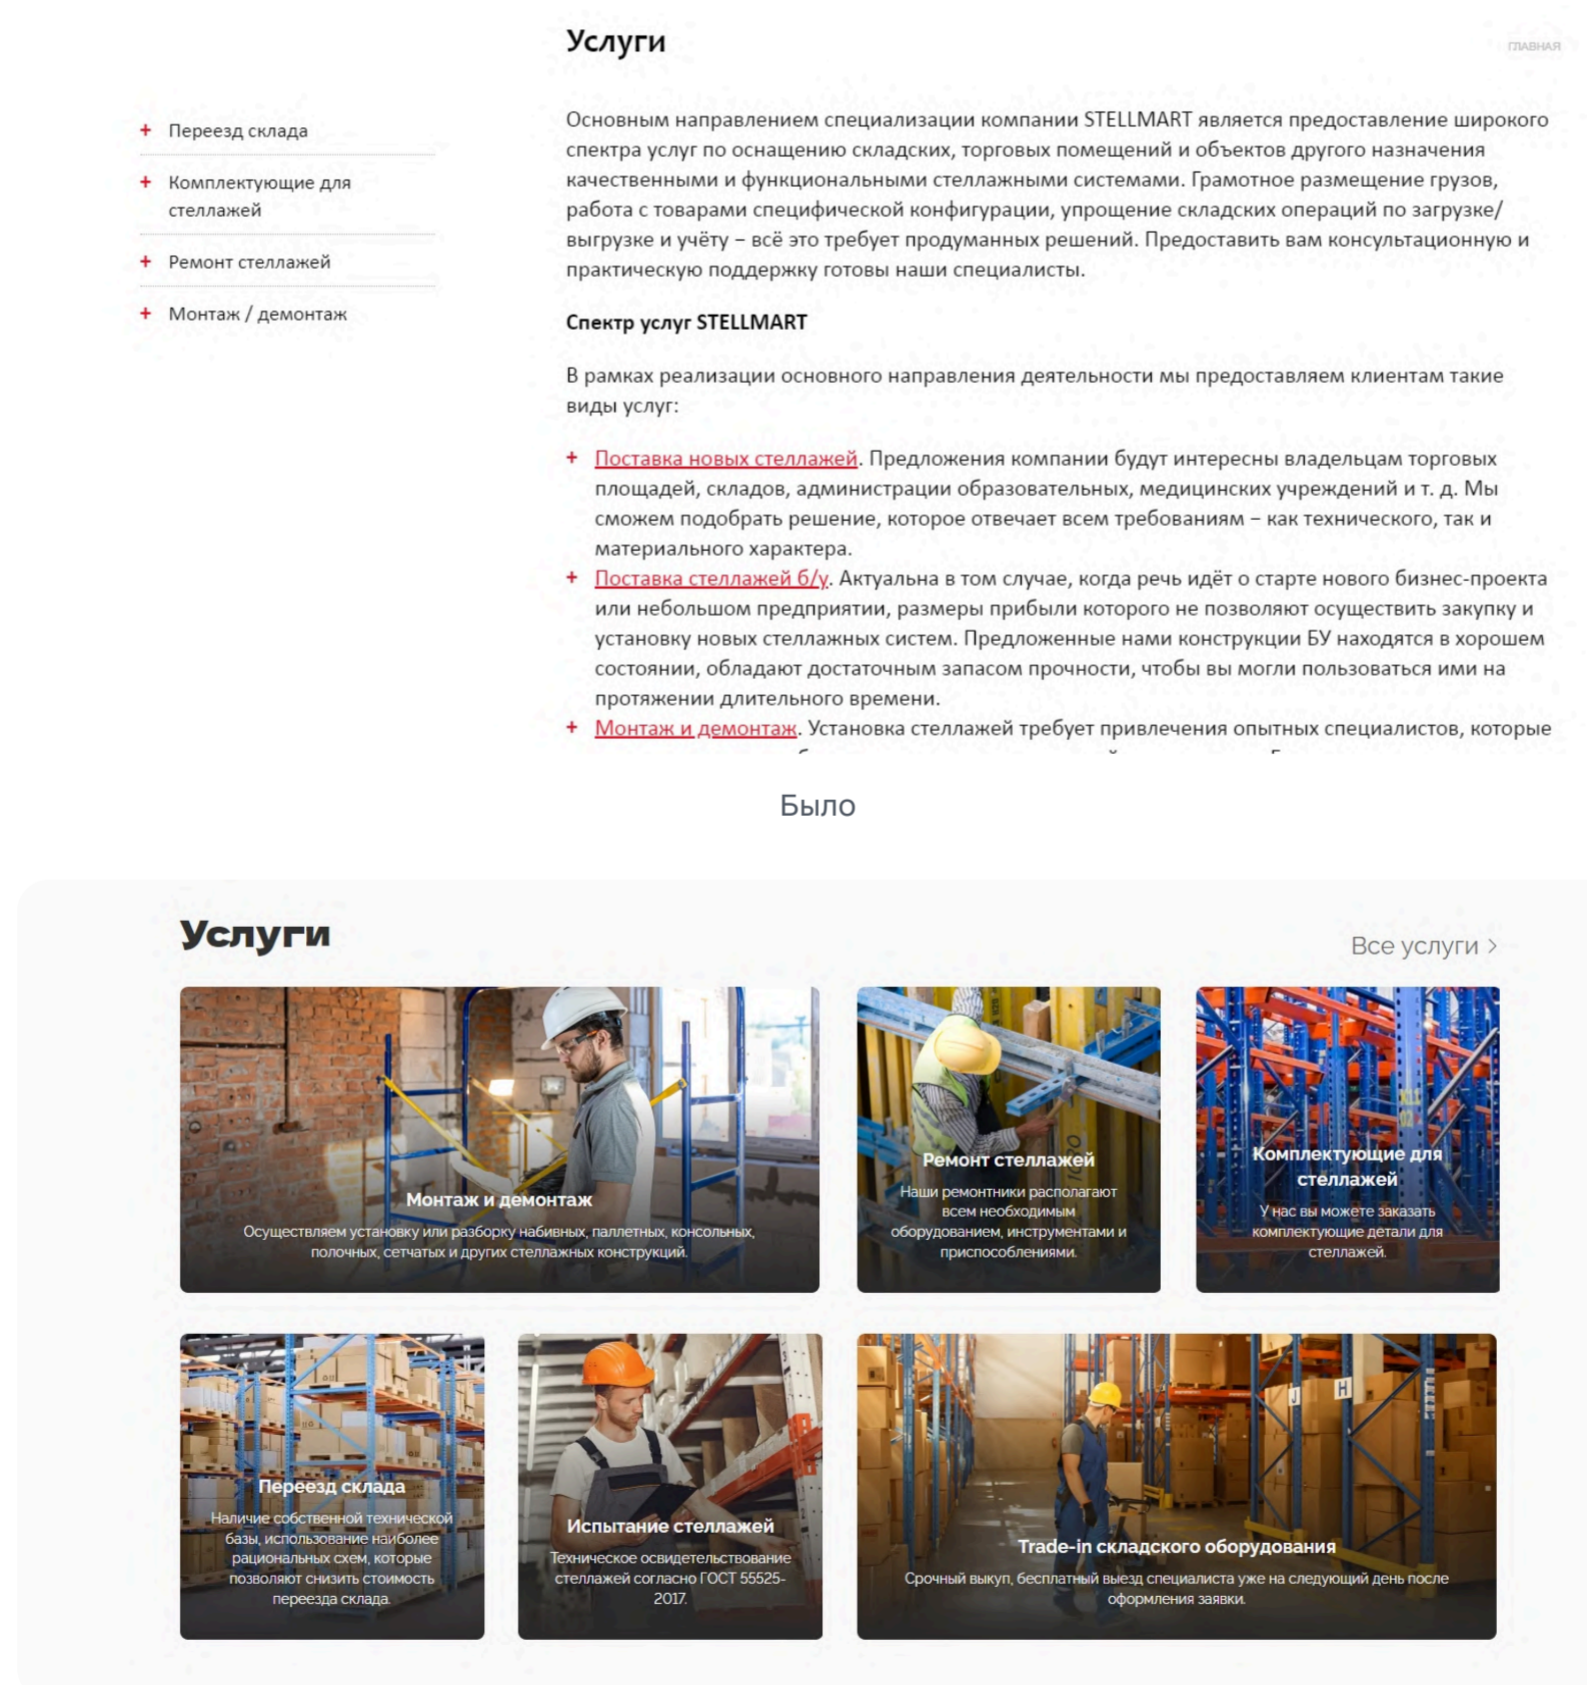 Услуги
ГЛАВНАЯ
+ Переезд склада
+ Комплектующие для
стеллажей
+ Ремонт стеллажей
+ Монтаж / демонтаж
Основным направлением специализации компании STELLMART является предоставление широкого
спектра услуг по оснащению складских, торговых помещений и объектов другого назначения
качественными и функциональными стеллажными системами. Грамотное размещение грузов,
работа с товарами специфической конфигурации, упрощение складских операций по загрузке/
выгрузке и учёту – всё это требует продуманных решений. Предоставить вам консультационную и
практическую поддержку готовы наши специалисты.
Спектр услуг STELLMART
В рамках реализации основного направления деятельности мы предоставляем клиентам такие
виды услуг:
+ Поставка новых стеллажей. Предложения компании будут интересны владельцам торговых
площадей, складов, администрации образовательных, медицинских учреждений и т. д. Мы
сможем подобрать решение, которое отвечает всем требованиям – как технического, так и
материального характера.
+ Поставка стеллажей б/у. Актуальна в том случае, когда речь идёт о старте нового бизнес-проекта
или небольшом предприятии, размеры прибыли которого не позволяют осуществить закупку и
установку новых стеллажных систем. Предложенные нами конструкции БУ находятся в хорошем
состоянии, обладают достаточным запасом прочности, чтобы вы могли пользоваться ими на
протяжении длительного времени.
+ Монтаж и демонтаж. Установка стеллажей требует привлечения опытных специалистов, которые
Было
Услуги
Все услуги >
Монтаж и демонтаж
Осуществляем установку или разборку набивных, паллетных, консольных,
полочных, сетчатых и других стеллажных конструкций.
Ремонт стеллажей
Наши ремонтники располагают
всем необходимым
оборудованием, инструментами и
приспособлениями.
Комплектующие для
стеллажей
У нас вы можете заказать
комплектующие детали для
стеллажей.
Переезд склада
Наличие собственной технической
базы, использование наиболее
рациональных схем, которые
позволяют снизить стоимость
переезда склада.
Испытание стеллажей
Техническое освидетельствование
стеллажей согласно ГОСТ 55525-
2017.
J
H
Trade-in складского оборудования
Срочный выкуп, бесплатный выезд специалиста уже на следующий день после
оформления заявки.